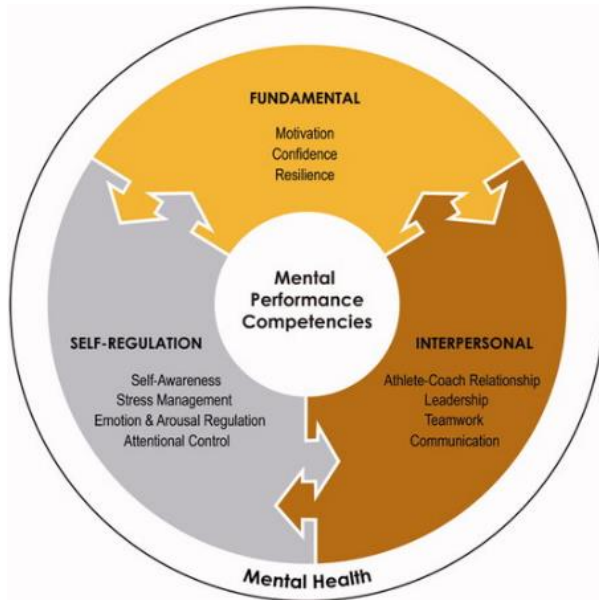 FUNDAMENTAL
Motivation
Confidence
Resilience
Mental
Performance
Competencies
SELF-REGULATION
Self-Awareness
Stress Management
Emotion & Arousal Regulation
Attentional Control
INTERPERSONAL
Athlete-Coach Relationship
Leadership
Teamwork
Communication
Mental Health